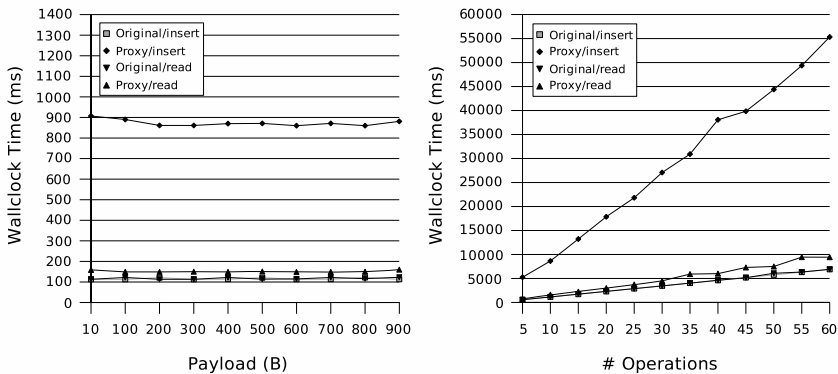 1400
1300
1200
1100
1000
900
800
700
600
500
400
300
200
100
0
Wallclock Time (ms)
Original/insert
Proxy/insert
Original/read
Proxy/read
10 100 200 300 400 500 600 700 800 900
Payload (B)
60000
55000
50000
45000
40000
35000
30000
25000
20000
15000
10000
5000
0
Wallclock Time (ms)
Original/insert
Proxy/insert
Original/read
Proxy/read
5 10 15 20 25 30 35 40 45 50 55 60
# Operations